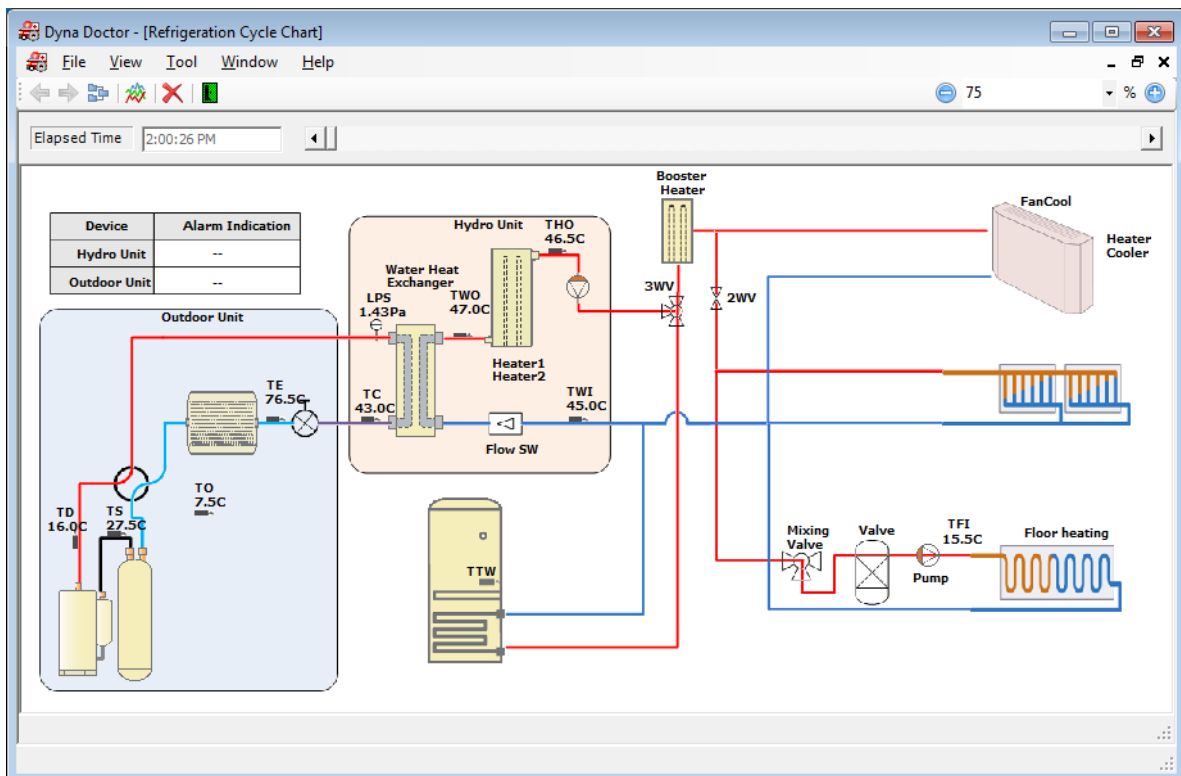 Dyna Doctor - [Refrigeration Cycle Chart]
File View Tool Window Help
75 %
Elapsed Time 2:00:26 PM
Device Alarm Indication
Hydro Unit --
Outdoor Unit --
Outdoor Unit
TE
76.5C
TO
7.5C
TD
16.0C
TS
27.5C
Hydro Unit
THO
46.5C
Water Heat
Exchanger
LPS
1.43Pa
TWO
47.0C
Heater1
Heater2
TC
43.0C
TWI
45.0C
Flow SW
Booster
Heater
3WV
2WV
FanCool
Heater
Cooler
TTW
Mixing
Valve
Valve
TFI
15.5C
Pump
Floor heating